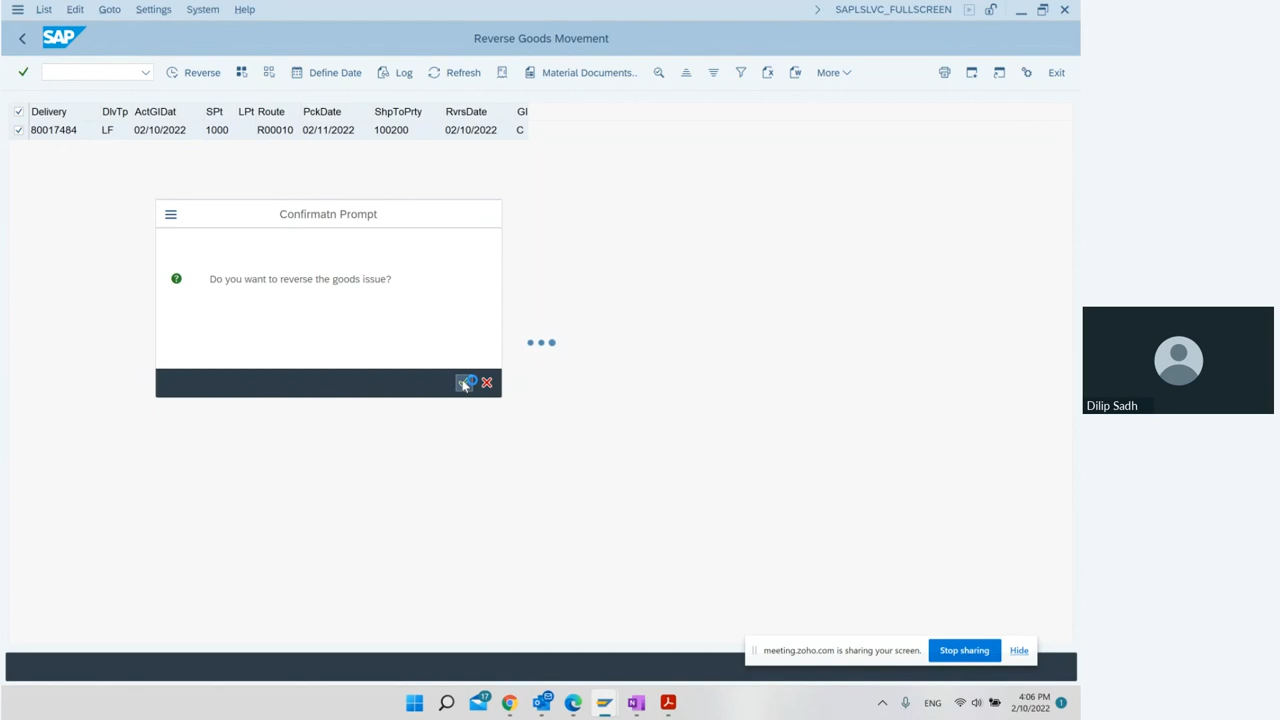 List Edit Settings Goto System Help SAPLSLVC_FULLSCREEN
SAP Reverse Goods Movement
Reverse Define Date Log Refresh Material Documents.. More Exit
Delivery DlvTp ActGIDat SPt LPt Route PckDate ShpToPrty RvrsDate GI
80017484 LF 02/10/2022 1000 R00010 02/11/2022 100200 02/10/2022 C
Confirmatn Prompt
Do you want to reverse the goods issue?
Dilip Sadh
meeting.zoho.com is sharing your screen. Stop sharing Hide
17 ENG 4:06 PM
2/10/2022 1